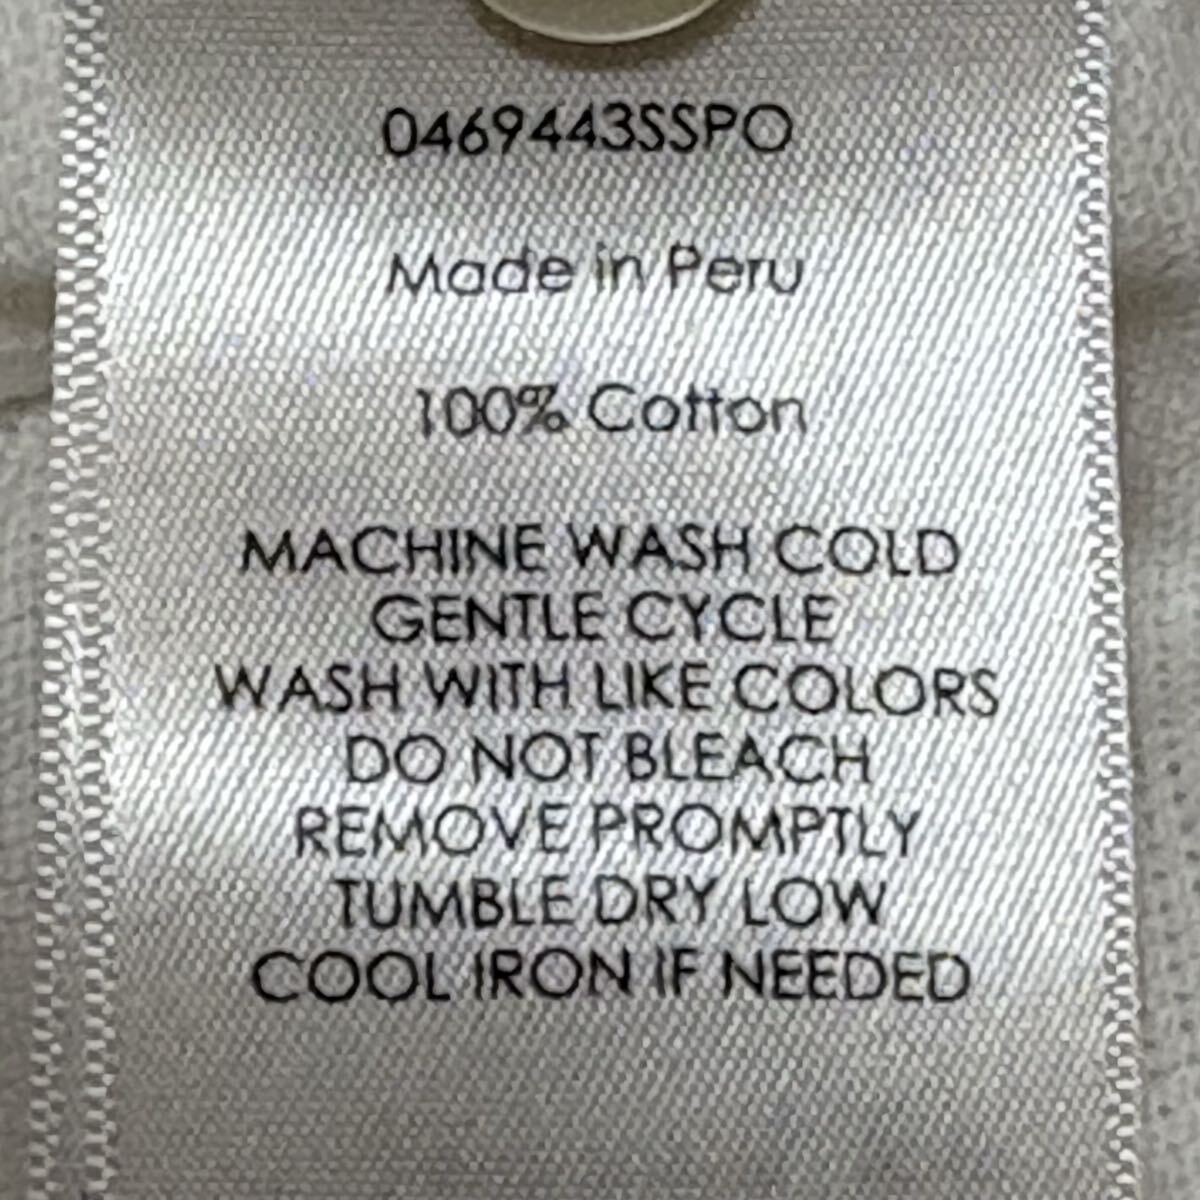 0469443SSPO
Made in Peru
100% Cotton
MACHINE WASH COLD
GENTLE CYCLE
WASH WITH LIKE COLORS
DO NOT BLEACH
REMOVE PROMPTLY
TUMBLE DRY LOW
COOL IRON IF NEEDED